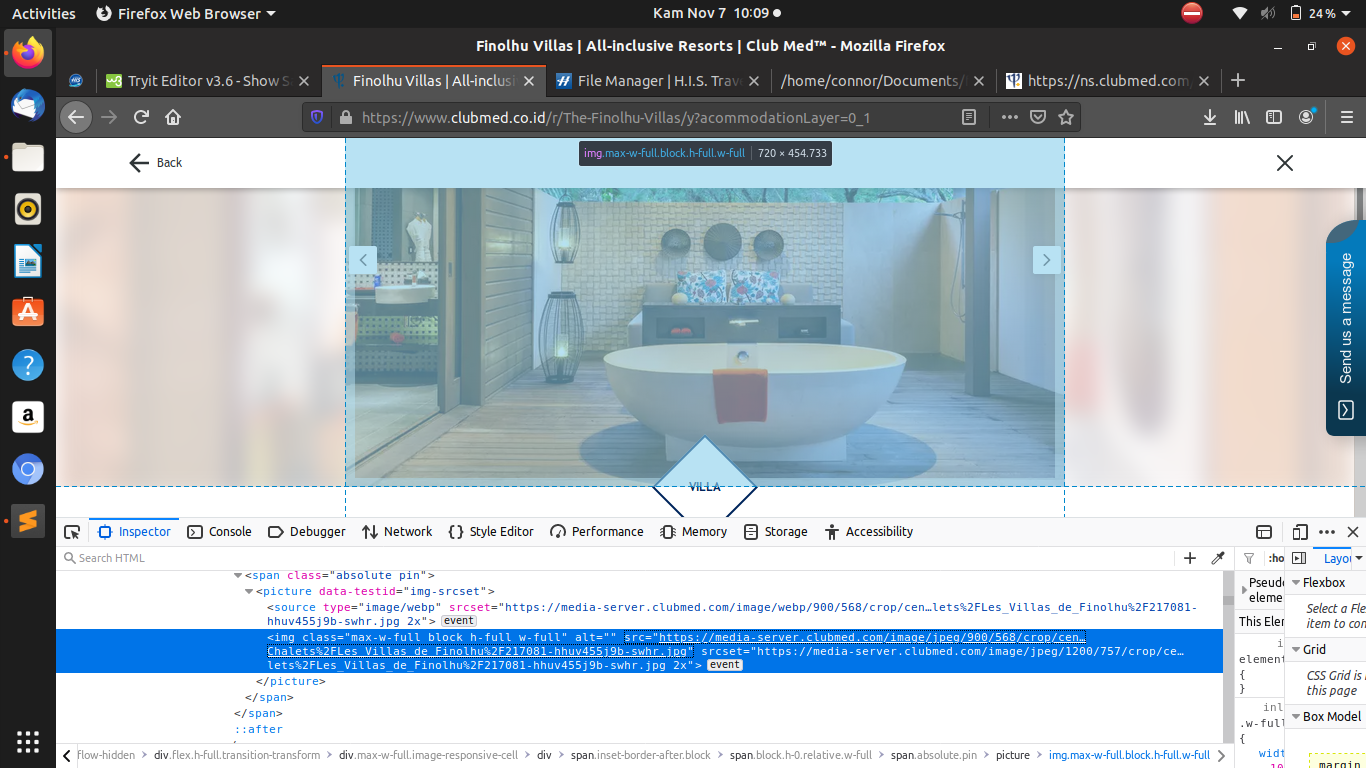 Activities Firefox Web Browser Kam Nov 7 10:09 24 %
Finolhu Villas | All-inclusive Resorts | Club Med™ - Mozilla Firefox
Tryit Editor v3.6 - Show S Finolhu Villas | All-inclusi File Manager | H.I.S. Trav /home/connor/Documents/ https://ns.clubmed.com
https://www.clubmed.co.id/r/The-Finolhu-Villas/y?acommodationLayer=0_1
img.max-w-full.block.h-full.w-full 720 × 454.733
Back
Send us a message
VILLA
Inspector Console Debugger Network Style Editor Performance Memory Storage Accessibility
Search HTML
:ho
Layou
<span class="absolute pin">
<picture data-testid="img-srcset">
<source type="image/webp" srcset="https://media-server.clubmed.com/image/webp/900/568/crop/cen…lets%2FLes_Villas_de_Finolhu%2F217081-
hhuv455j9b-swhr.jpg 2x"> event
<img class="max-w-full block h-full w-full" alt="" src="https://media-server.clubmed.com/image/jpeg/900/568/crop/cen…
Chalets%2FLes_Villas_de_Finolhu%2F217081-hhuv455j9b-swhr.jpg" srcset="https://media-server.clubmed.com/image/jpeg/1200/757/crop/ce…
lets%2FLes_Villas_de_Finolhu%2F217081-hhuv455j9b-swhr.jpg 2x"> event
</picture>
</span>
</span>
::after
Pseudo
eleme
This Elen
i
element
{
}
inl
.w-full
{
widt
10
Flexbox
Select a Fle
item to con
Grid
CSS Grid is
this page
Box Model
margin
flow-hidden div.flex.h-full.transition-transform div.max-w-full.image-responsive-cell div span.inset-border-after.block span.block.h-0.relative.w-full span.absolute.pin picture img.max-w-full.block.h-full.w-full